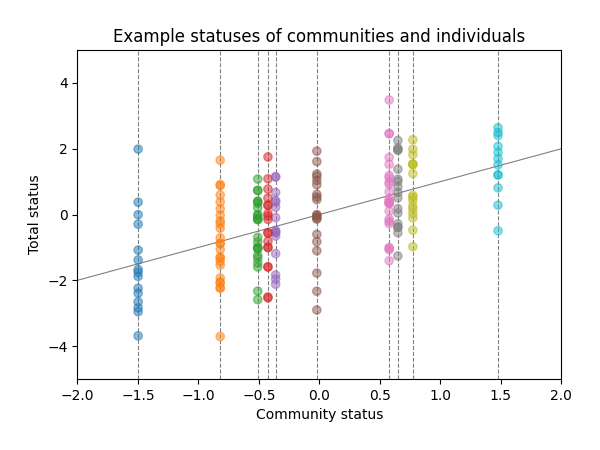 Example statuses of communities and individuals
Total status
4
2
0
−2
−4
−2.0 −1.5 −1.0 −0.5 0.0 0.5 1.0 1.5 2.0
Community status